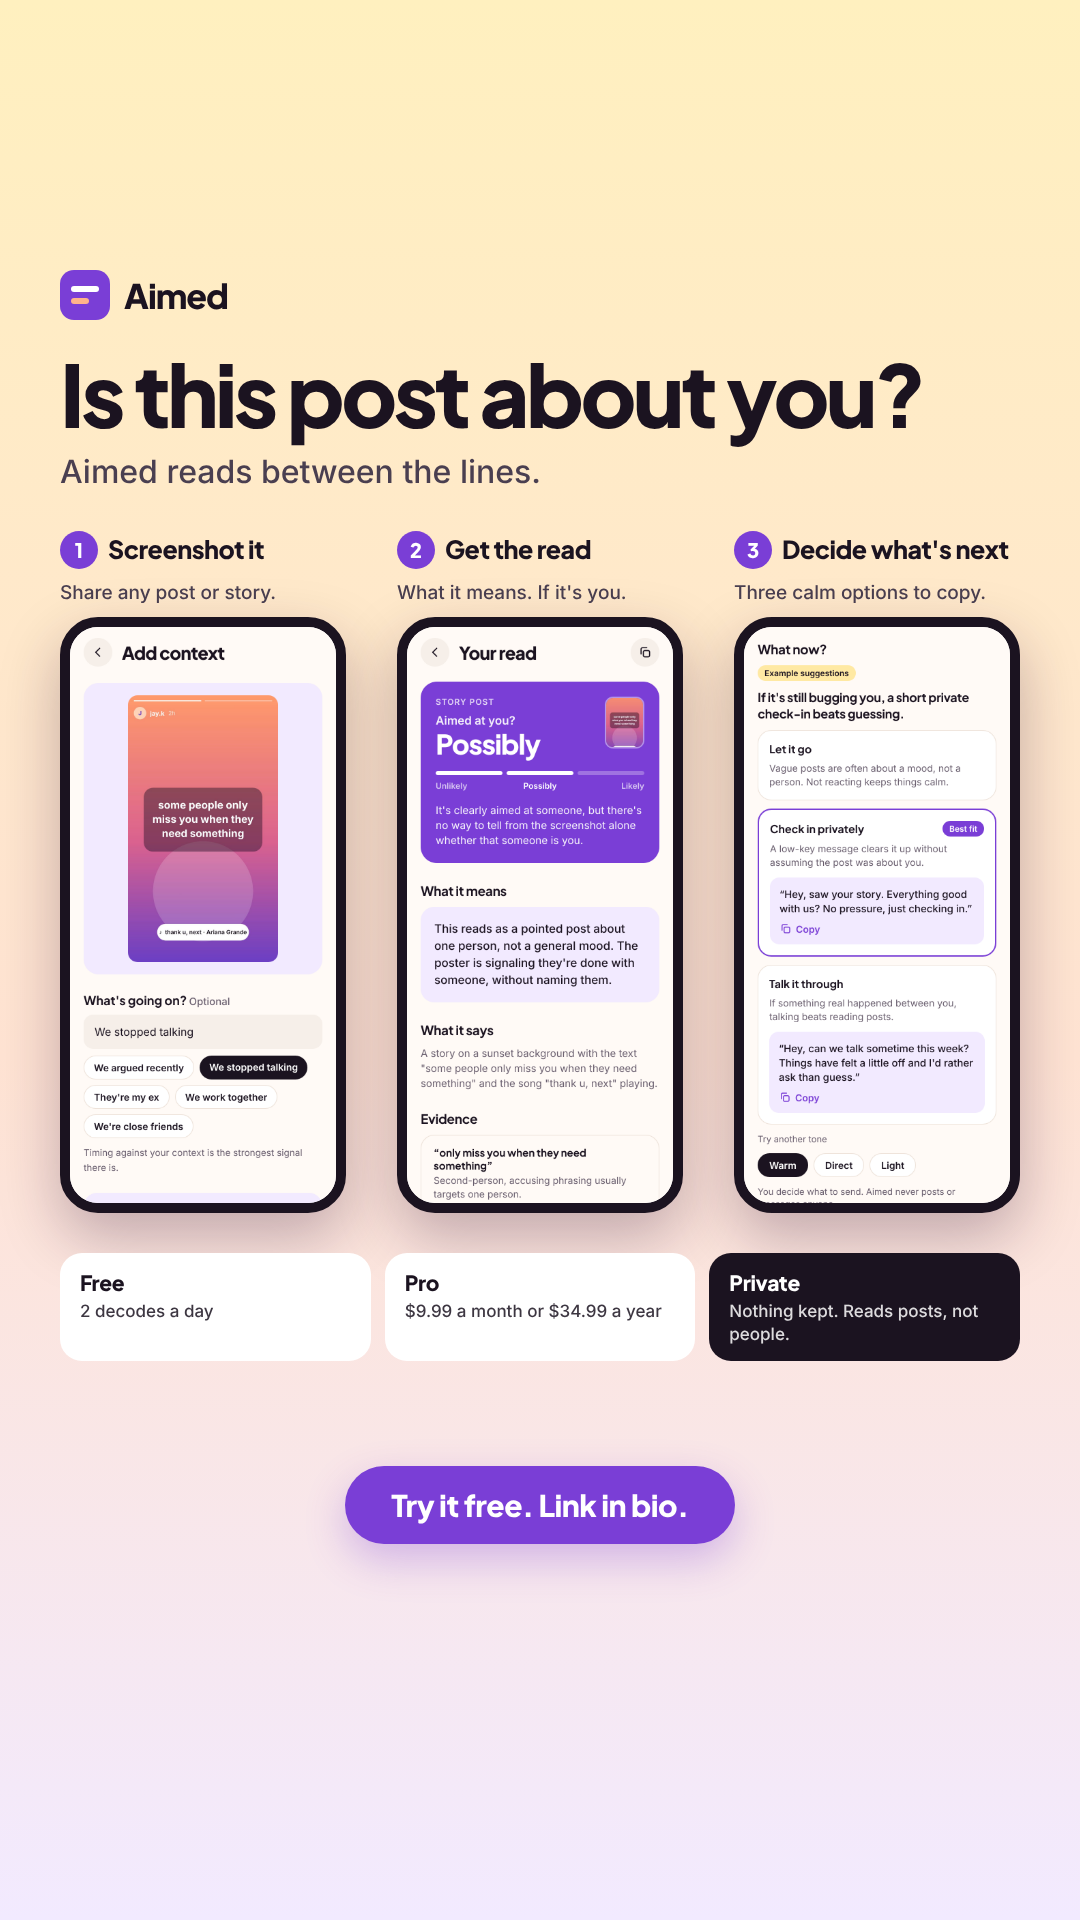 Aimed
Is this post about you?
Aimed reads between the lines.
1 Screenshot it
Share any post or story.
Add context
jay.k
some people only
miss you when they
need something
thank u, next · Ariana Grande
What's going on? Optional
We stopped talking
We argued recently
We stopped talking
They're my ex
We work together
We're close friends
Timing against your context is the strongest signal
there is.
2 Get the read
What it means. If it's you.
Your read
STORY POST
Aimed at you?
Possibly
Unlikely
Possibly
Likely
It's clearly aimed at someone, but there's
no way to tell from the screenshot alone
whether that someone is you.
What it means
This reads as a pointed post about
one person, not a general mood. The
poster is signaling they're done with
someone, without naming them.
What it says
A story on a sunset background with the text
"some people only miss you when they need
something" and the song "thank u, next" playing.
Evidence
“only miss you when they need
something”
Second-person, accusing phrasing usually
targets one person.
3 Decide what's next
Three calm options to copy.
What now?
Example suggestions
If it's still bugging you, a short private
check-in beats guessing.
Let it go
Vague posts are often about a mood, not a
person. Not reacting keeps things calm.
Check in privately
Best fit
A low-key message clears it up without
assuming the post was about you.
“Hey, saw your story. Everything good
with us? No pressure, just checking in.”
Copy
Talk it through
If something real happened between you,
talking beats reading posts.
“Hey, can we talk sometime this week?
Things have felt a little off and I'd rather
ask than guess.”
Copy
Try another tone
Warm
Direct
Light
You decide what to send. Aimed never posts or
Free
2 decodes a day
Pro
$9.99 a month or $34.99 a year
Private
Nothing kept. Reads posts, not
people.
Try it free. Link in bio.